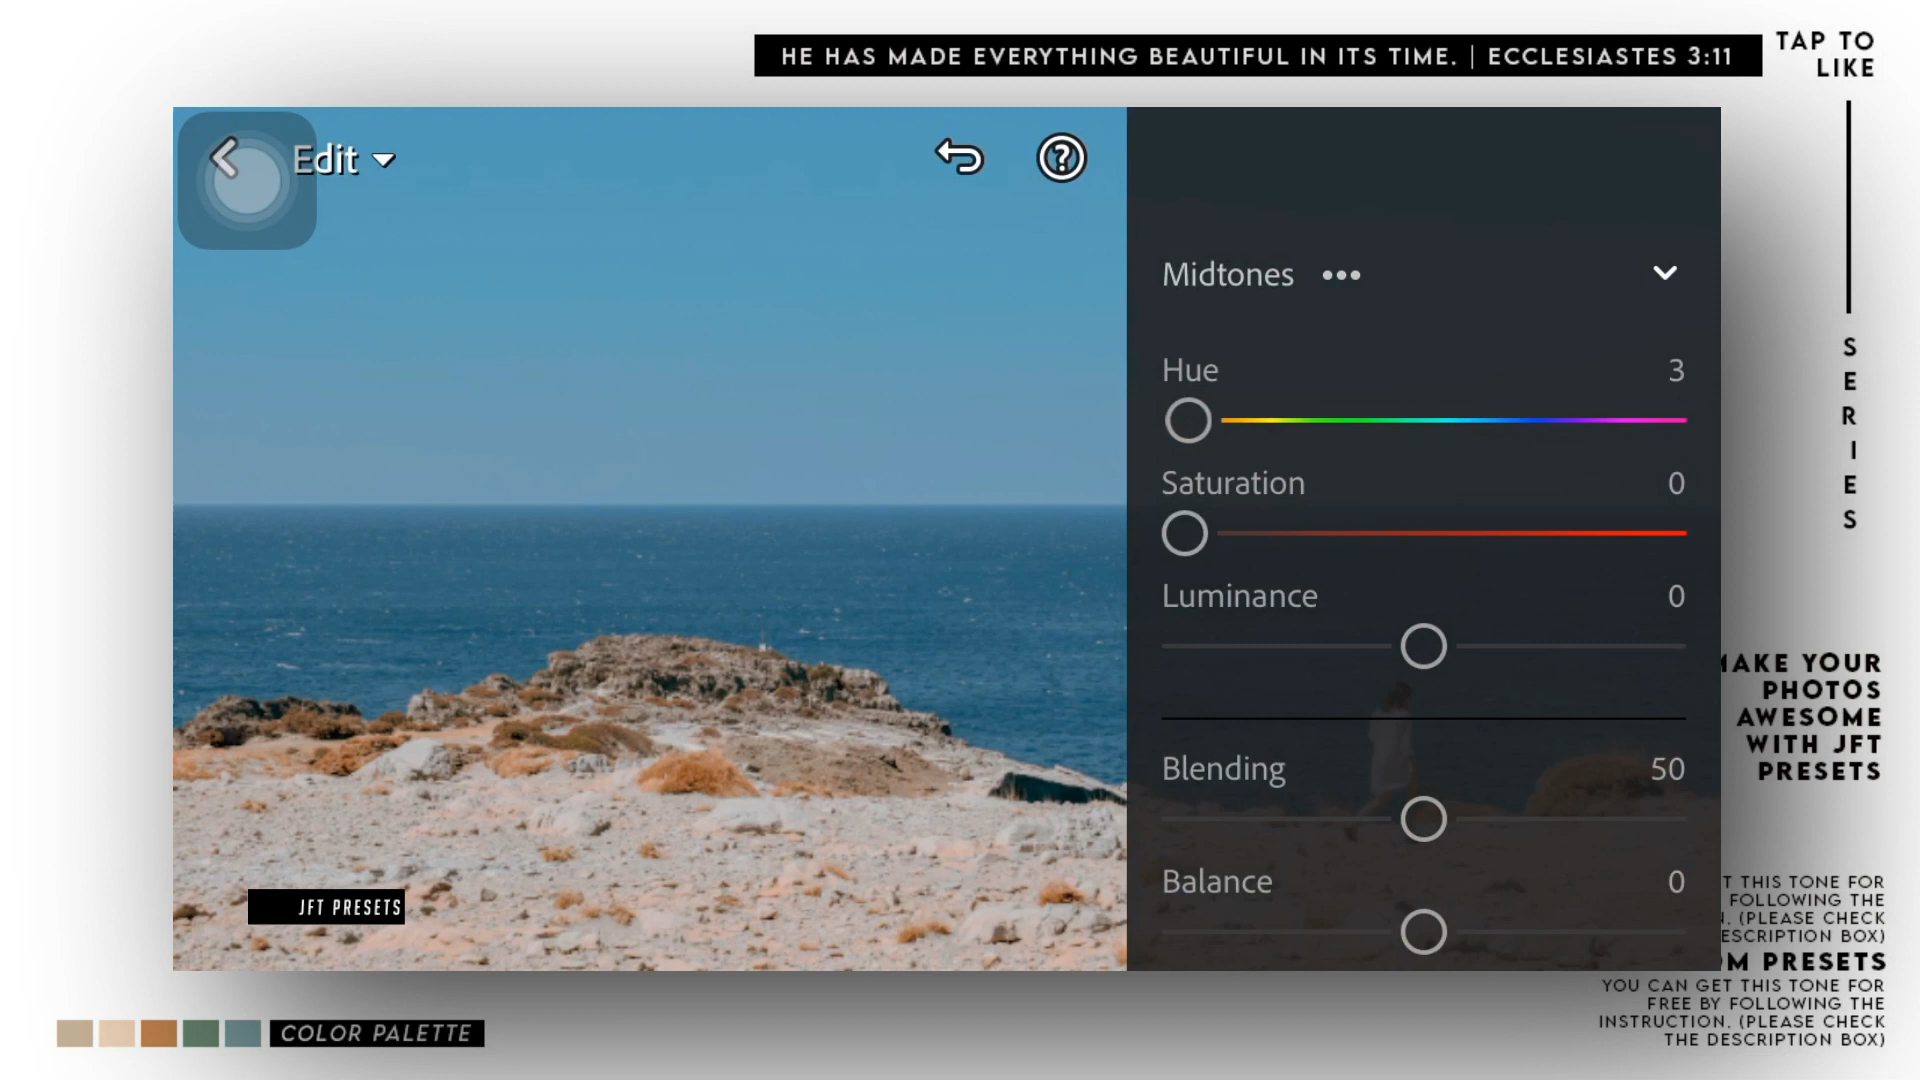 HE HAS MADE EVERYTHING BEAUTIFUL IN ITS TIME. | ECCLESIASTES 3:11
TAP TO
LIKE
Edit
Midtones
Hue 3
Saturation 0
Luminance 0
Blending 50
Balance 0
JFT PRESETS
COLOR PALETTE
SERIES
YOUR
PHOTOS
AWESOME
WITH JFT
PRESETS
THIS TONE FOR
FOLLOWING THE
(PLEASE CHECK
BOX)
PRESETS
YOU CAN GET THIS TONE FOR
FREE BY FOLLOWING THE
INSTRUCTION. (PLEASE CHECK
THE DESCRIPTION BOX)